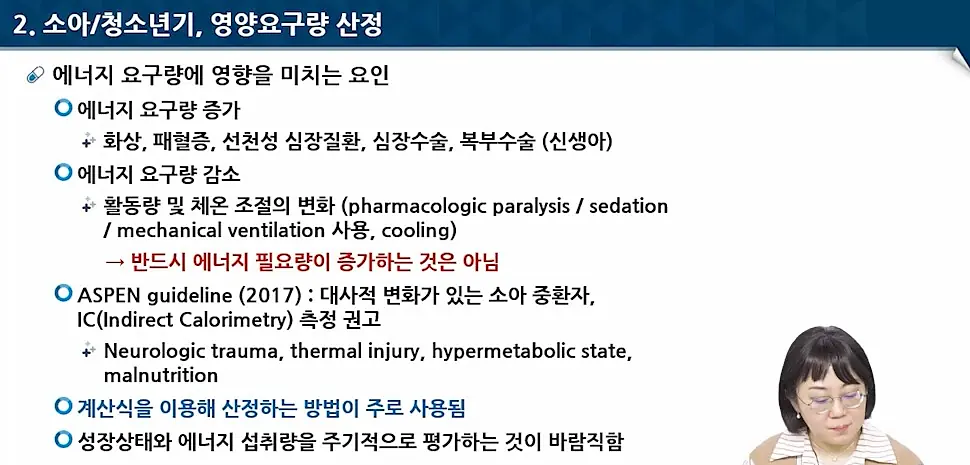 2. 소아/청소년기, 영양요구량 산정
에너지 요구량에 영향을 미치는 요인
에너지 요구량 증가
화상, 패혈증, 선천성 심장질환, 심장수술, 복부수술 (신생아)
에너지 요구량 감소
활동량 및 체온 조절의 변화 (pharmacologic paralysis / sedation
/ mechanical ventilation 사용, cooling)
→ 반드시 에너지 필요량이 증가하는 것은 아님
ASPEN guideline (2017) : 대사적 변화가 있는 소아 중환자,
IC(Indirect Calorimetry) 측정 권고
Neurologic trauma, thermal injury, hypermetabolic state,
malnutrition
계산식을 이용해 산정하는 방법이 주로 사용됨
성장상태와 에너지 섭취량을 주기적으로 평가하는 것이 바람직함